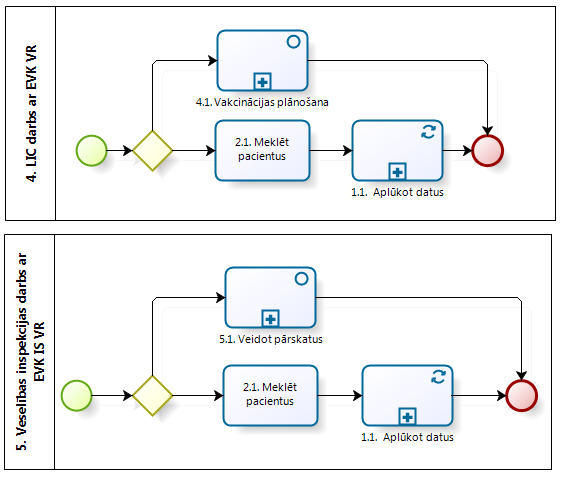 4. LIC darbs ar EVK VR
4.1. Vakcinācijas plānošana
2.1. Meklēt
pacientus
1.1. Aplūkot datus
5. Veselības inspekcijas darbs ar
EVK IS VR
5.1. Veidot pārskatus
2.1. Meklēt
pacientus
1.1. Aplūkot datus